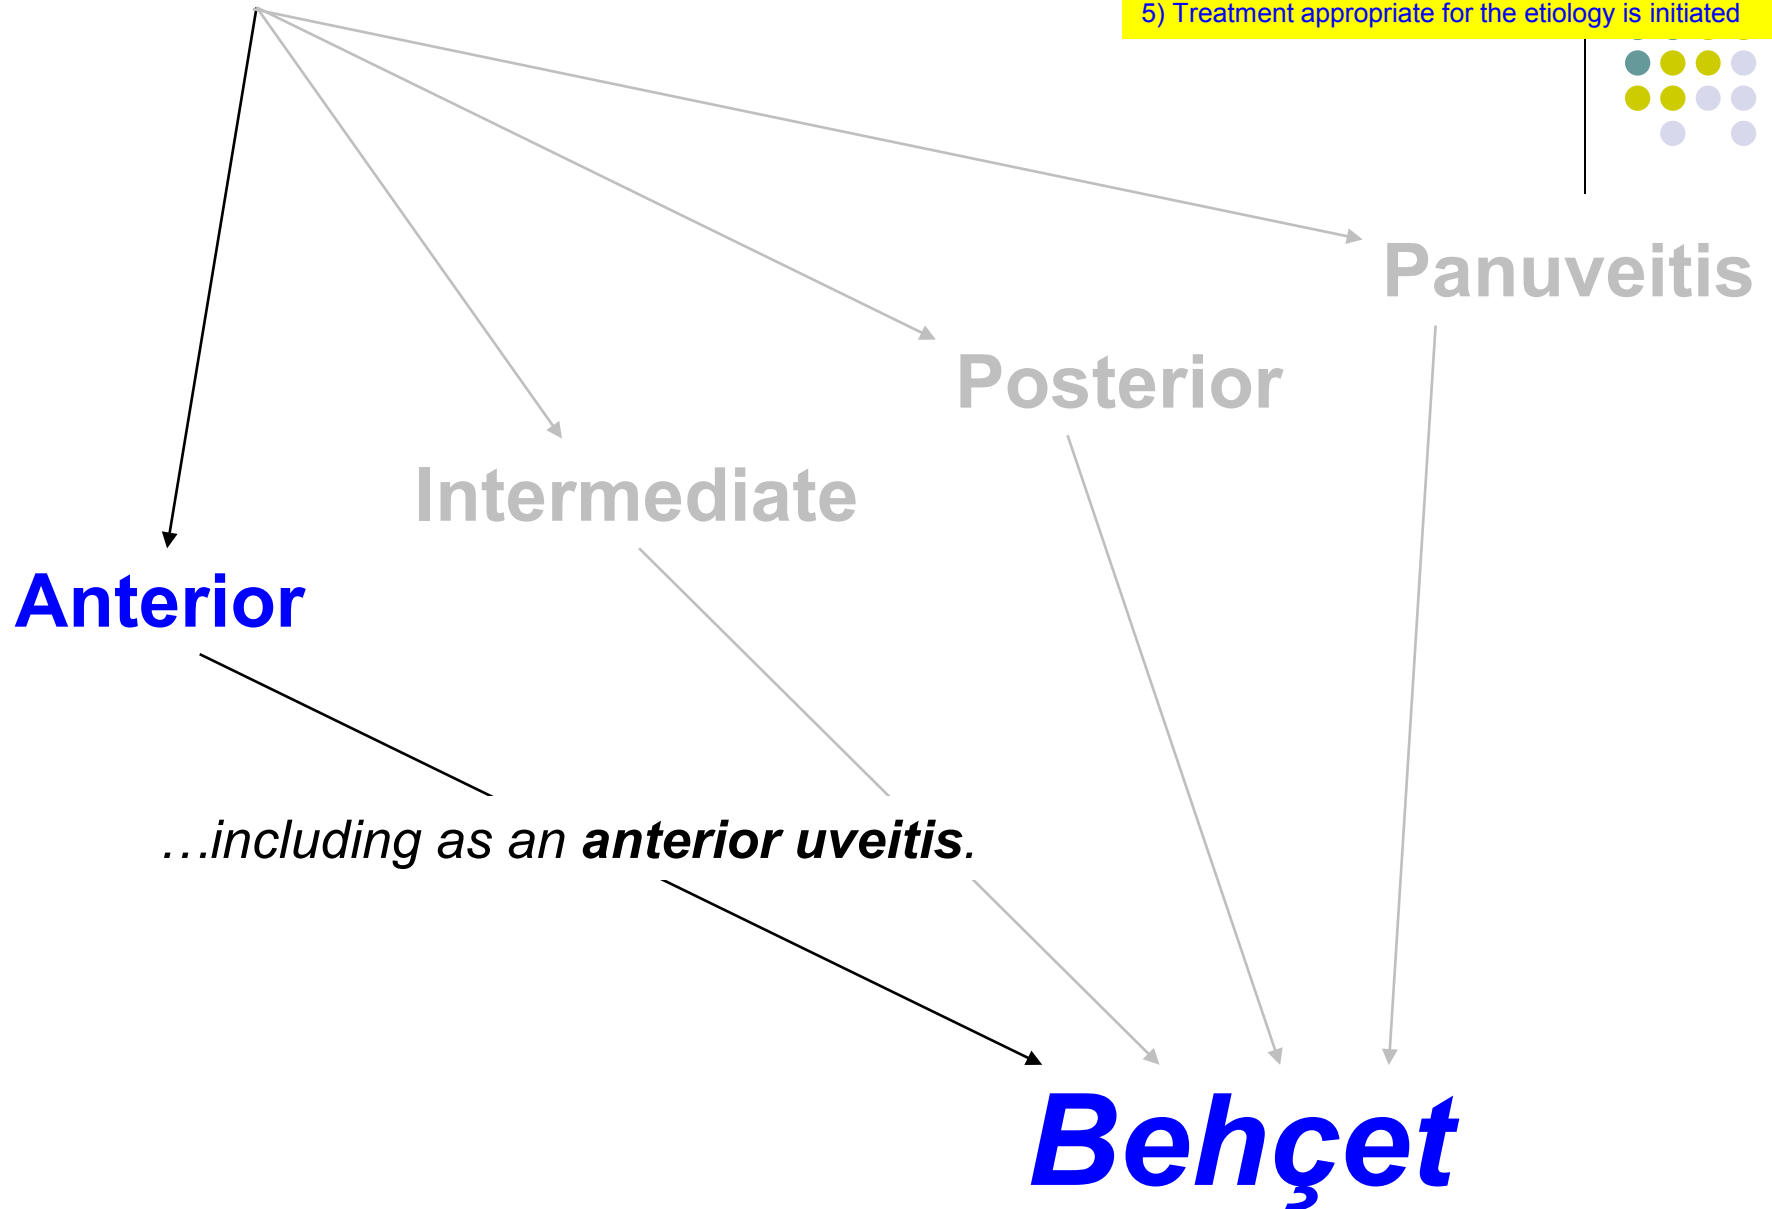 5) Treatment appropriate for the etiology is initiated
Panuveitis
Posterior
Intermediate
Anterior
…including as an anterior uveitis.
Behçet